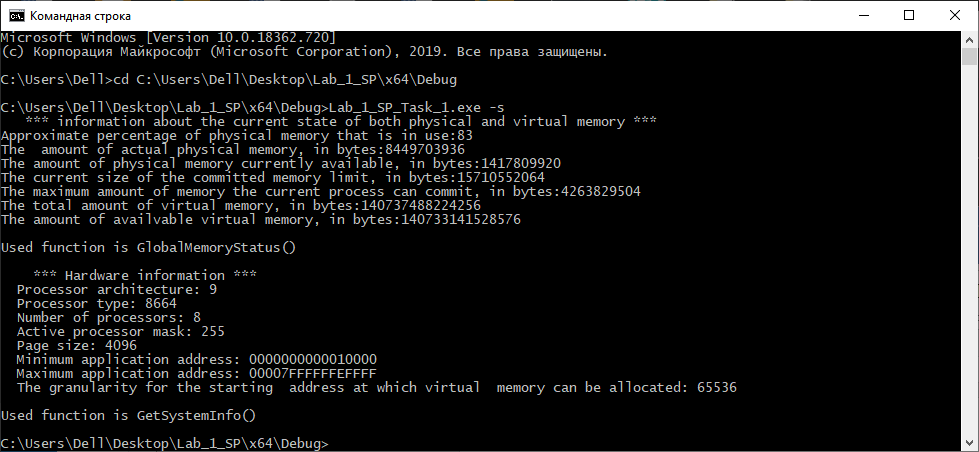 Командная строка
Microsoft Windows [Version 10.0.18362.720]
(c) Корпорация Майкрософт (Microsoft Corporation), 2019. Все права защищены.
C:\Users\Dell>cd C:\Users\Dell\Desktop\Lab_1_SP\x64\Debug
C:\Users\Dell\Desktop\Lab_1_SP\x64\Debug>Lab_1_SP_Task_1.exe -s
*** information about the current state of both physical and virtual memory ***
Approximate percentage of physical memory that is in use:83
The  amount of actual physical memory, in bytes:8449703936
The amount of physical memory currently available, in bytes:1417809920
The current size of the committed memory limit, in bytes:15710552064
The maximum amount of memory the current process can commit, in bytes:4263829504
The total amount of virtual memory, in bytes:140737488224256
The amount of availvable virtual memory, in bytes:140733141528576
Used function is GlobalMemoryStatus()
*** Hardware information ***
Processor architecture: 9
Processor type: 8664
Number of processors: 8
Active processor mask: 255
Page size: 4096
Minimum application address: 0000000000010000
Maximum application address: 00007FFFFFFEFFFF
The granularity for the starting  address at which virtual  memory can be allocated: 65536
Used function is GetSystemInfo()
C:\Users\Dell\Desktop\Lab_1_SP\x64\Debug>